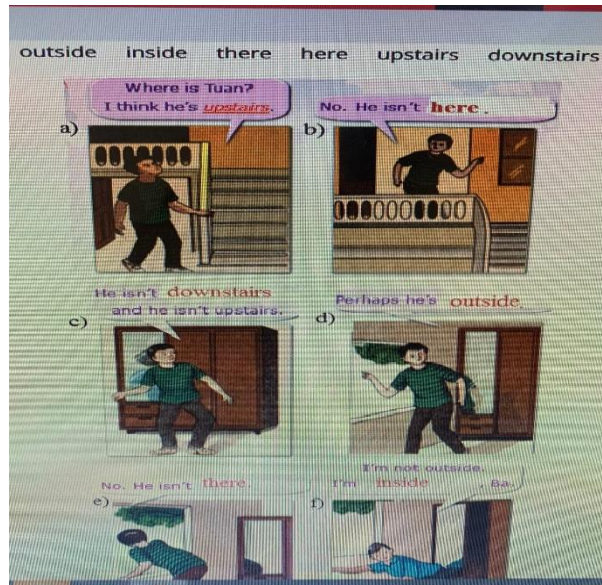 outside inside there here upstairs downstairs
Where is Tuan?
I think he's upstairs.
No. He isn't here.
a)
b)
He isn't downstairs
and he isn't upstairs.
Perhaps he's outside.
c)
d)
No. He isn't there.
I'm not outside.
I'm inside, Ba.
e)
f)